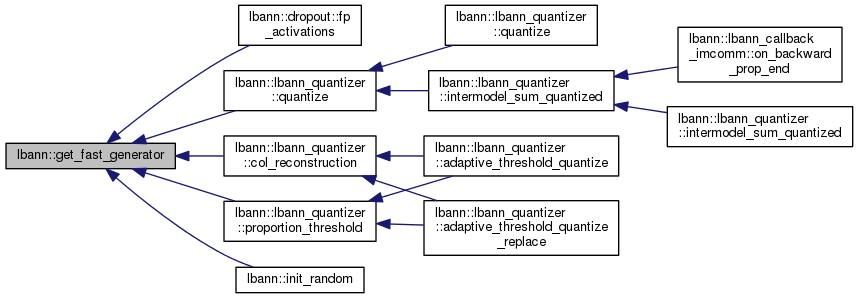 lbann::dropout::fp
_activations
lbann::lbann_quantizer
::quantize
lbann::lbann_callback
_imcomm::on_backward
_prop_end
lbann::lbann_quantizer
::quantize
lbann::lbann_quantizer
::intermodel_sum_quantized
lbann::lbann_quantizer
::intermodel_sum_quantized
lbann::get_fast_generator
lbann::lbann_quantizer
::col_reconstruction
lbann::lbann_quantizer
::adaptive_threshold_quantize
lbann::lbann_quantizer
::proportion_threshold
lbann::lbann_quantizer
::adaptive_threshold_quantize
_replace
lbann::init_random